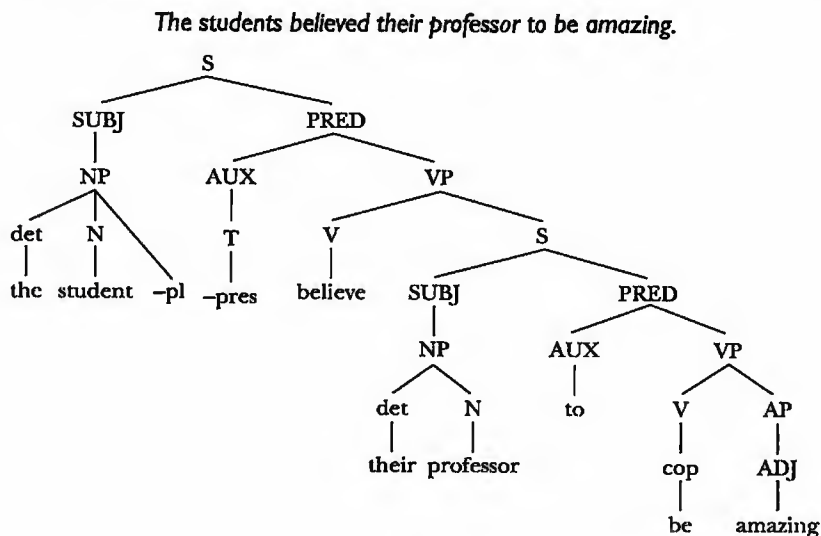 The students believed their professor to be amazing.
S
SUBJ PRED
NP AUX VP
det N T V S
the student -pl -pres believe SUBJ PRED
NP AUX VP
det N to V AP
their professor cop ADJ
be amazing